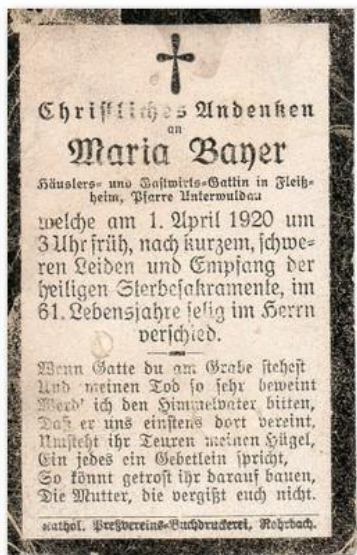 Christliches Andenken
an
Maria Bayer
Häuslers- und Gastwirts-Gattin in Fleiß-
heim, Pfarre Unterwuldau
welche am 1. April 1920 um
3 Uhr früh, nach kurzem, schwe-
ren Leiden und Empfang der
heiligen Sterbesakramente, im
61. Lebensjahre selig im Herrn
verschied.
Wenn Gatte du am Grabe stehest
Und meinen Tod so sehr beweint
Werd' ich den Himmelvater bitten,
Daß er uns einstens dort vereint.
Umsteht ihr Teuren meinen Hügel,
Ein jedes ein Gebetlein spricht,
So könnt getrost ihr darauf bauen,
Die Mutter, die vergißt euch nicht.
Kathol. Preßvereins-Buchdruckerei, Rohrbach.